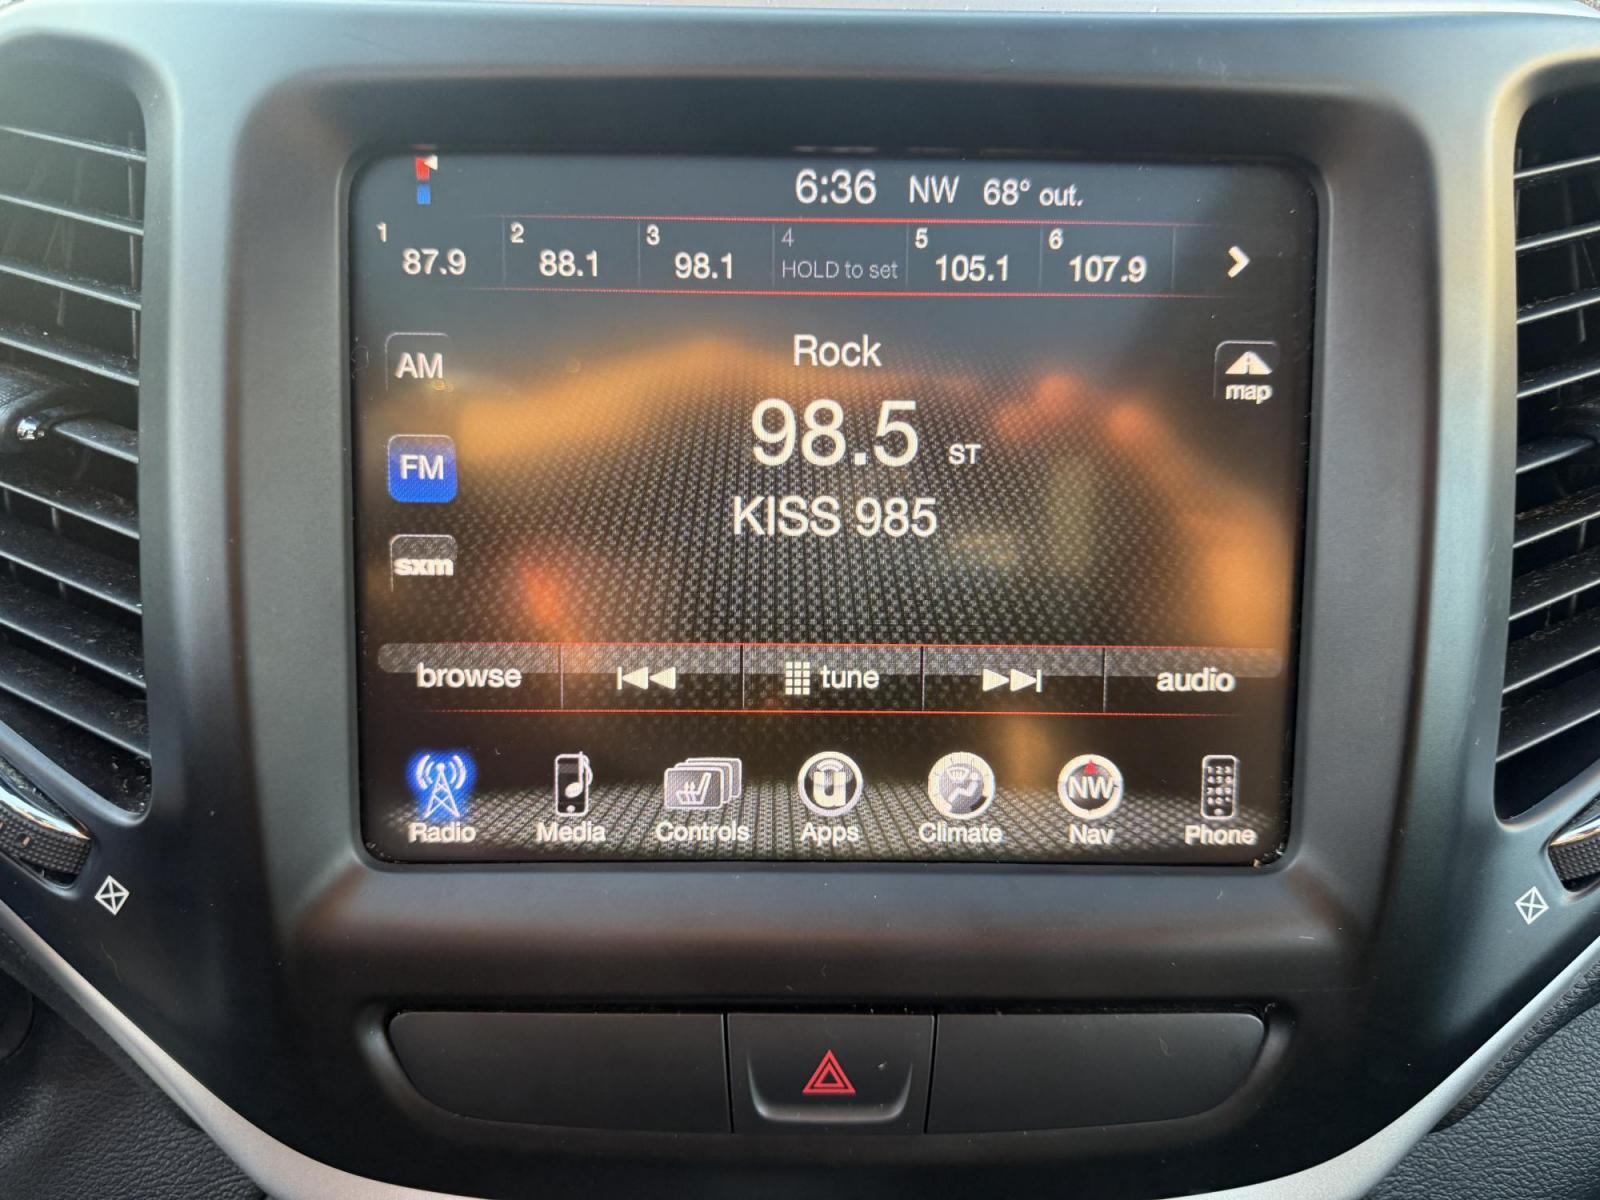 6:36 NW 68° out.
1 87.9 2 88.1 3 98.1 4 HOLD to set 5 105.1 6 107.9
Rock
AM
map
98.5 ST
FM
KISS 985
sxm
browse tune audio
NW
Radio Media Controls Apps Climate Nav Phone